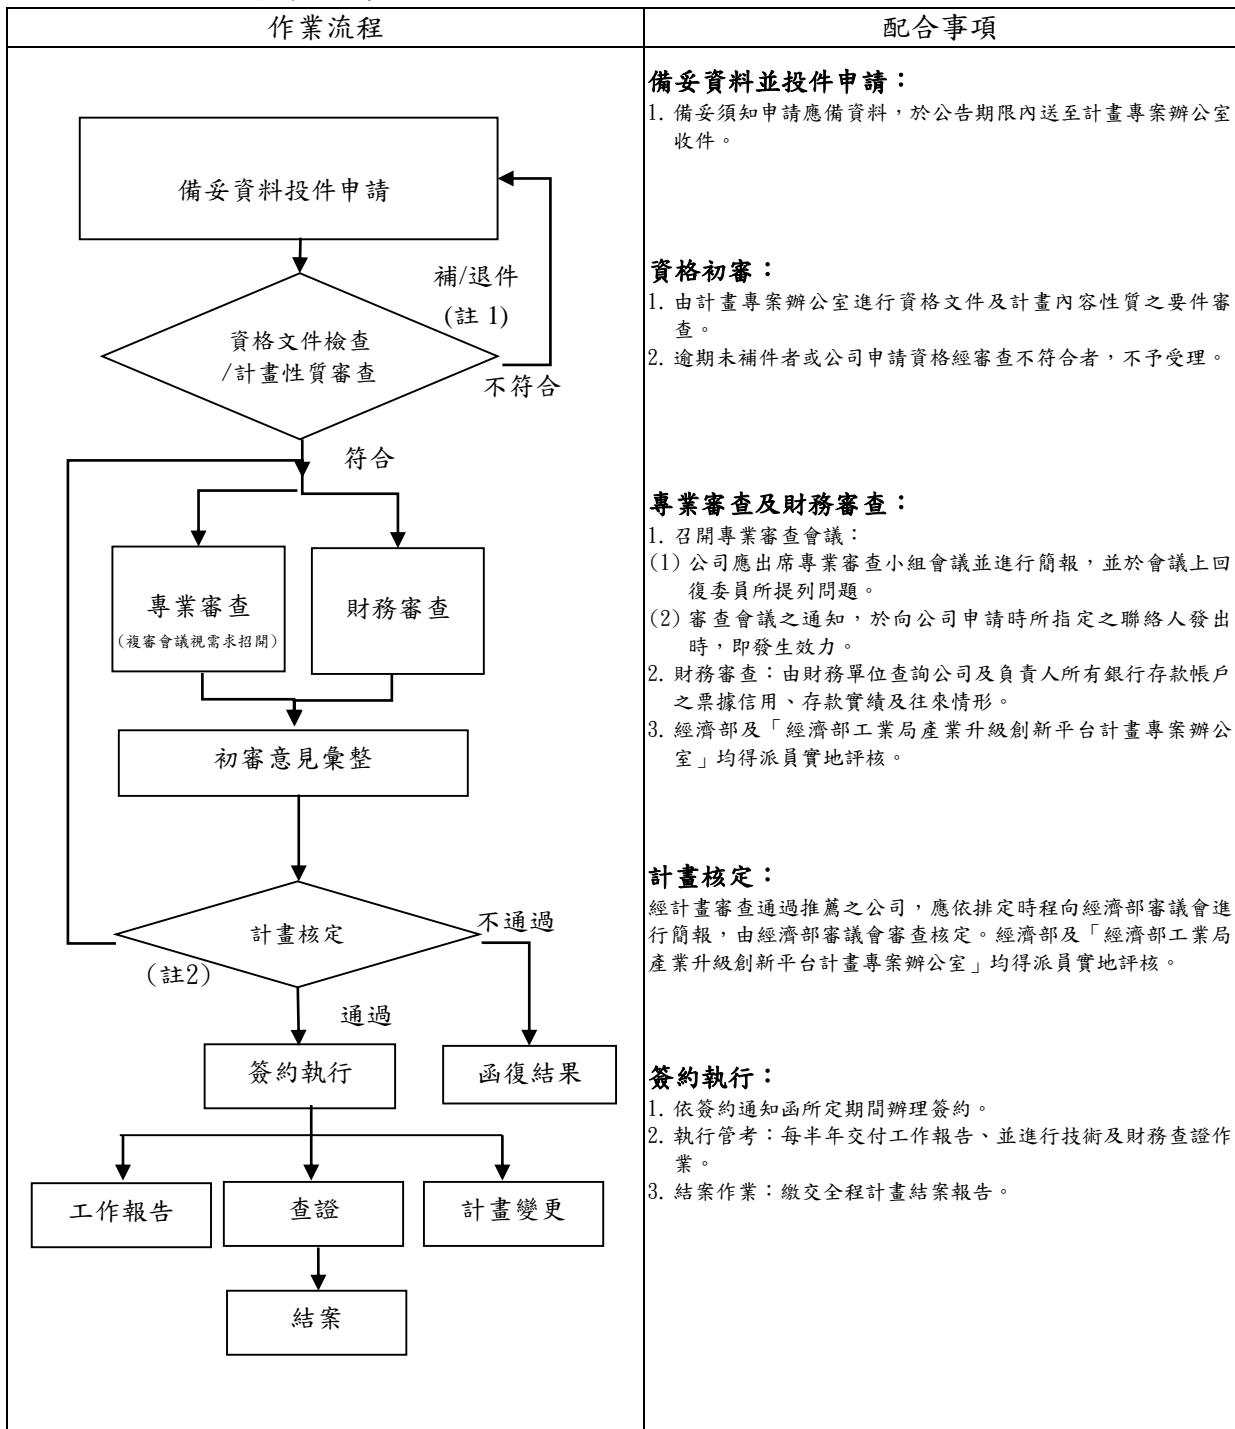 作業流程
配合事項
備妥資料投件申請
補/退件
(註 1)
資格文件檢查
/計畫性質審查
不符合
符合
專業審查
(複審會議視需求招開)
財務審查
初審意見彙整
計畫核定
不通過
(註2)
通過
簽約執行
函復結果
工作報告
查證
計畫變更
結案
備妥資料並投件申請：
1. 備妥須知申請應備資料，於公告期限內送至計畫專案辦公室
收件。
資格初審：
1. 由計畫專案辦公室進行資格文件及計畫內容性質之要件審
查。
2. 逾期未補件者或公司申請資格經審查不符合者，不予受理。
專業審查及財務審查：
1. 召開專業審查會議：
(1) 公司應出席專業審查小組會議並進行簡報，並於會議上回
復委員所提列問題。
(2) 審查會議之通知，於向公司申請時所指定之聯絡人發出
時，即發生效力。
2. 財務審查：由財務單位查詢公司及負責人所有銀行存款帳戶
之票據信用、存款實績及往來情形。
3. 經濟部及「經濟部工業局產業升級創新平台計畫專案辦公
室」均得派員實地評核。
計畫核定：
經計畫審查通過推薦之公司，應依排定時程向經濟部審議會進
行簡報，由經濟部審議會審查核定。經濟部及「經濟部工業局
產業升級創新平台計畫專案辦公室」均得派員實地評核。
簽約執行：
1. 依簽約通知函所定期間辦理簽約。
2. 執行管考：每半年交付工作報告、並進行技術及財務查證作
業。
3. 結案作業：繳交全程計畫結案報告。